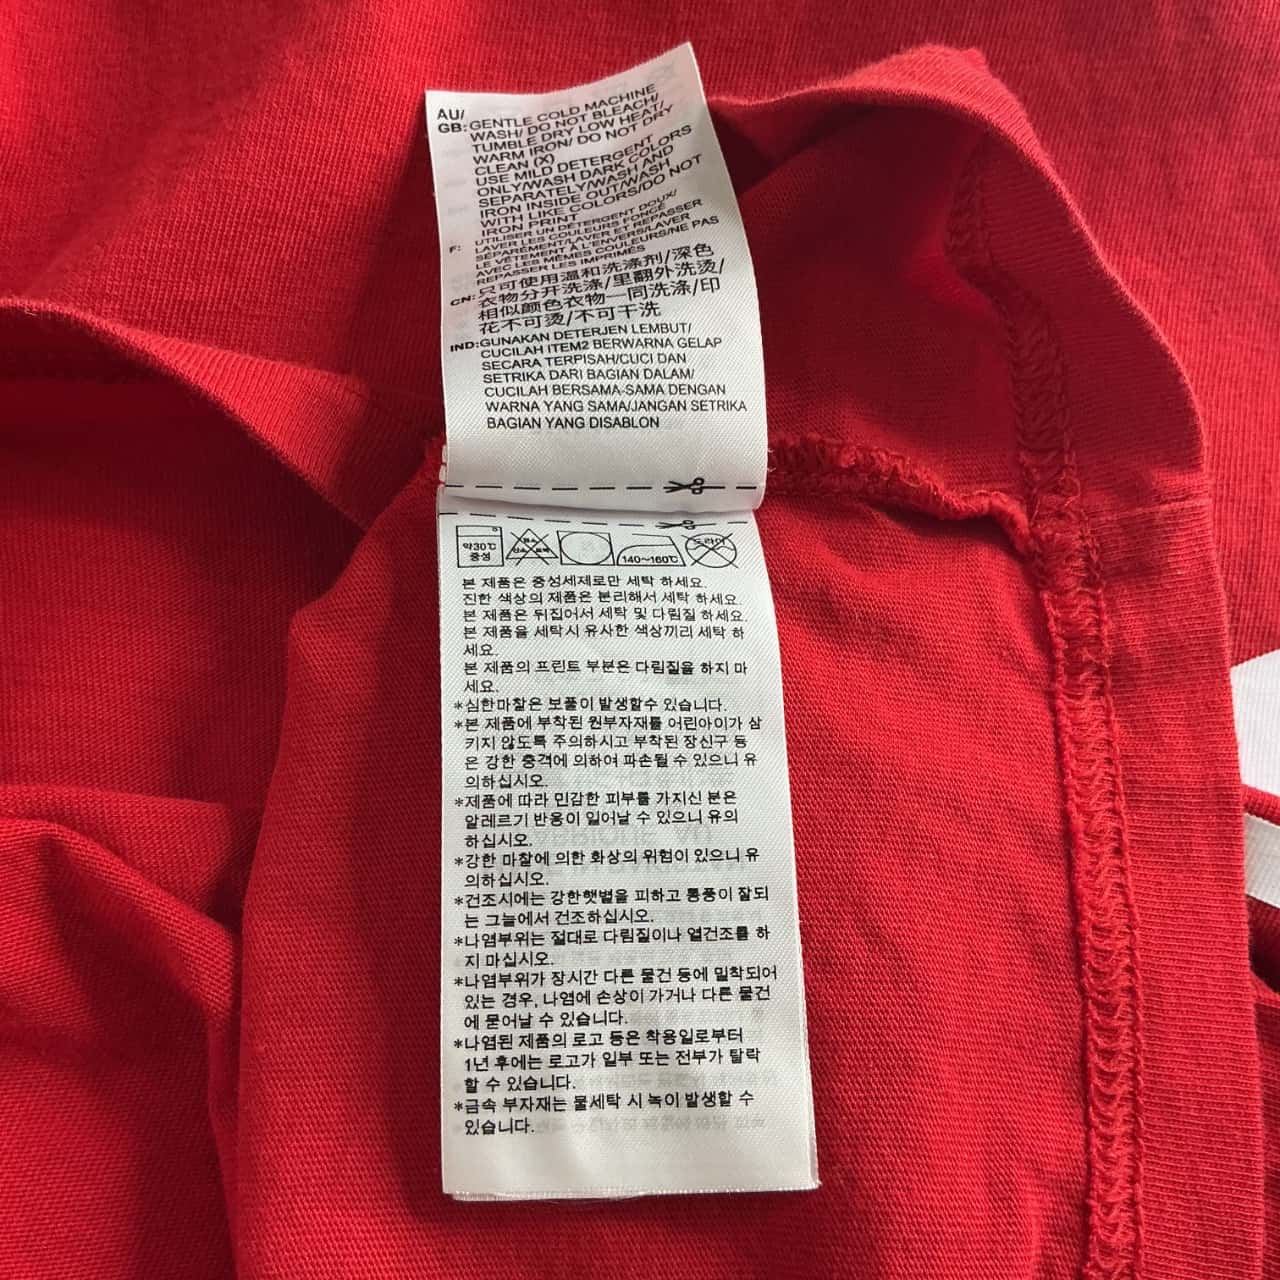 AU/
GB: GENTLE COLD MACHINE
WASH/ DO NOT BLEACH/
TUMBLE DRY LOW HEAT/
WARM IRON/ DO NOT DRY
CLEAN (X)
USE MILD DETERGENT
ONLY/WASH DARK COLORS
SEPARATELY/WASH AND
IRON INSIDE OUT/WASH
WITH LIKE COLORS/DO NOT
IRON PRINT
F: UTILISER UN DÉTERGENT DOUX/
LAVER LES COULEURS FONCÉ
SÉPARÉMENT/LAVER ET REPASSER
LE VÊTEMENT À L'ENVERS/LAVER
AVEC LES MÊMES COULEURS/NE PAS
REPASSER LES IMPRIMÉS
CN: 只可使用温和洗涤剂/深色
衣物分开洗涤/里翻外洗烫/
相似颜色衣物一同洗涤/印
花不可烫/不可干洗
IND: GUNAKAN DETERJEN LEMBUT/
CUCILAH ITEM2 BERWARNA GELAP
SECARA TERPISAH/CUCI DAN
SETRIKA DARI BAGIAN DALAM/
CUCILAH BERSAMA-SAMA DENGAN
WARNA YANG SAMA/JANGAN SETRIKA
BAGIAN YANG DISABLON
약30℃
중성
140~160℃
드라이
본 제품은 중성세제로만 세탁 하세요.
진한 색상의 제품은 분리해서 세탁 하세요.
본 제품은 뒤집어서 세탁 및 다림질 하세요.
본 제품을 세탁시 유사한 색상끼리 세탁 하
세요.
본 제품의 프린트 부분은 다림질을 하지 마
세요.
*심한마찰은 보풀이 발생할수 있습니다.
*본 제품에 부착된 원부자재를 어린아이가 삼
키지 않도록 주의하시고 부착된 장신구 등
은 강한 충격에 의하여 파손될 수 있으니 유
의하십시오.
*제품에 따라 민감한 피부를 가지신 분은
알레르기 반응이 일어날 수 있으니 유의
하십시오.
*강한 마찰에 의한 화상의 위험이 있으니 유
의하십시오.
*건조시에는 강한햇볕을 피하고 통풍이 잘되
는 그늘에서 건조하십시오.
*나염부위는 절대로 다림질이나 열건조를 하
지 마십시오.
*나염부위가 장시간 다른 물건 등에 밀착되어
있는 경우, 나염에 손상이 가거나 다른 물건
에 묻어날 수 있습니다.
*나염된 제품의 로고 등은 착용일로부터
1년 후에는 로고가 일부 또는 전부가 탈락
할 수 있습니다.
*금속 부자재는 물세탁 시 녹이 발생할 수
있습니다.